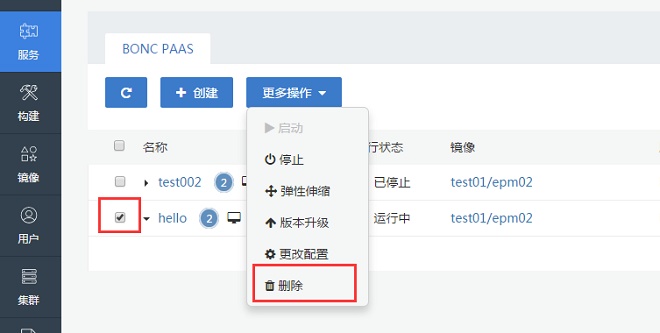 服务
构建
镜像
用户
集群
BONC PAAS
创建 更多操作
启动
停止
弹性伸缩
版本升级
更改配置
删除
名称 行状态 镜像
test002 2 已停止 test01/epm02
hello 2 运行中 test01/epm02